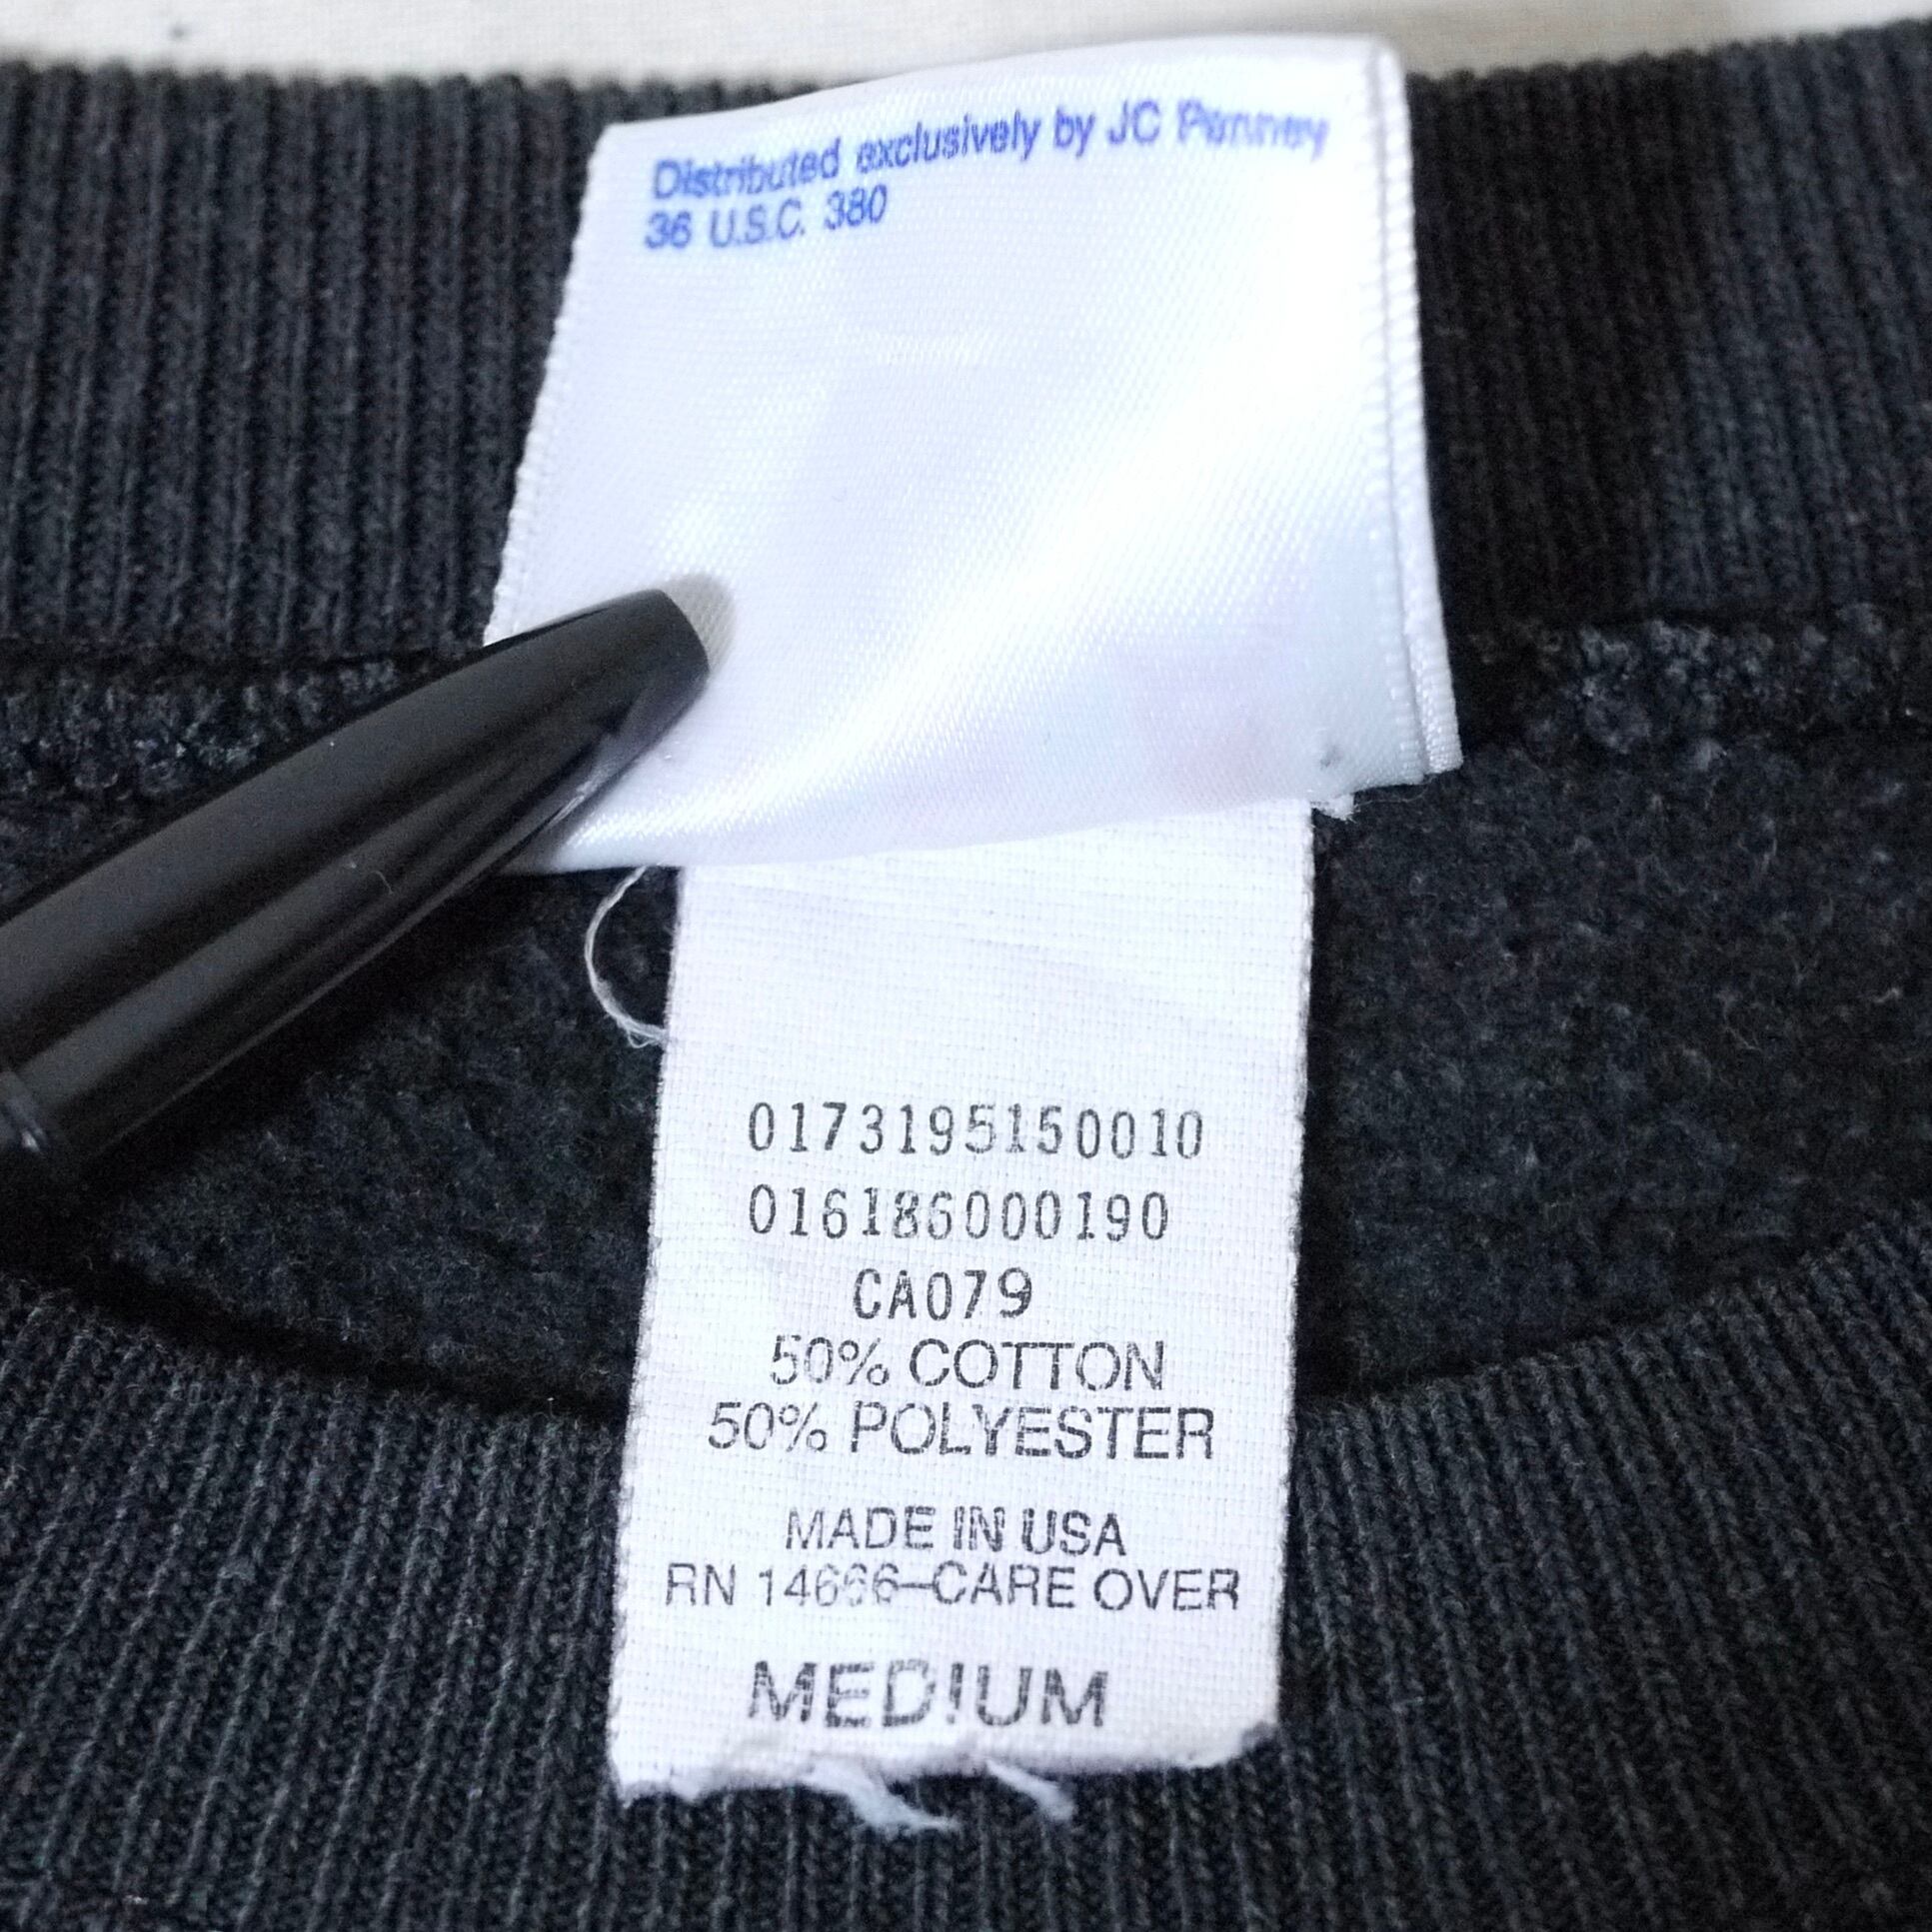 Distributed exclusively by JC Penney
36 U.S.C. 380
0173195150010
016186000190
CA079
50% COTTON
50% POLYESTER
MADE IN USA
RN 14666-CARE OVER
MEDIUM